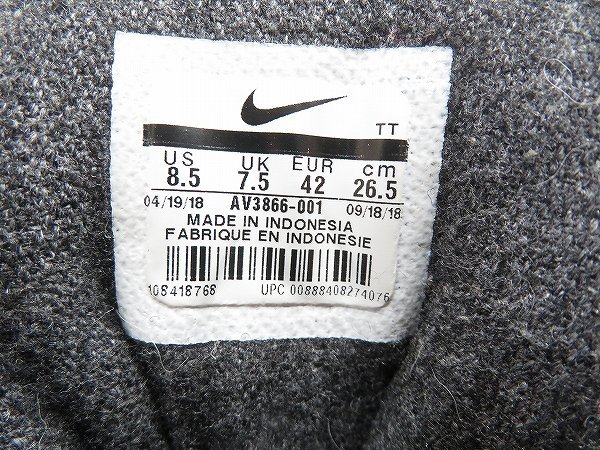 TT
US UK EUR cm
8.5 7.5 42 26.5
04/19/18 AV3866-001 09/18/18
MADE IN INDONESIA
FABRIQUE EN INDONESIE
108418768 UPC 00888408274076